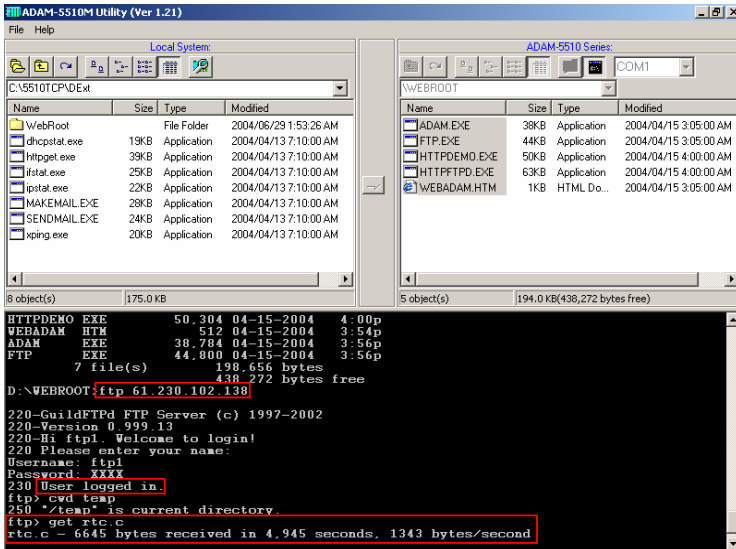 ADAM-5510M Utility (Ver 1.21)
File Help
Local System:
C:\5510TCP\DExt
Name Size Type Modified
WebRoot File Folder 2004/06/29 1:53:26 AM
dhcpstat.exe 19KB Application 2004/04/13 7:10:00 AM
httpget.exe 39KB Application 2004/04/13 7:10:00 AM
ifstat.exe 25KB Application 2004/04/13 7:10:00 AM
ipstat.exe 22KB Application 2004/04/13 7:10:00 AM
MAKEMAIL.EXE 28KB Application 2004/04/13 7:10:00 AM
SENDMAIL.EXE 24KB Application 2004/04/13 7:10:00 AM
xping.exe 20KB Application 2004/04/13 7:10:00 AM
8 object(s) 175.0 KB
ADAM-5510 Series:
COM1
\WEBROOT
Name Size Type Modified
ADAM.EXE 38KB Application 2004/04/15 3:05:00 AM
FTP.EXE 44KB Application 2004/04/15 3:05:00 AM
HTTPDEMO.EXE 50KB Application 2004/04/15 4:00:00 AM
HTTPFTPD.EXE 63KB Application 2004/04/15 4:00:00 AM
WEBADAM.HTM 1KB HTML Do... 2004/04/15 3:05:00 AM
5 object(s) 194.0 KB(438,272 bytes free)
HTTPDEMO EXE 50,304 04-15-2004 4:00p
WEBADAM HTM 512 04-15-2004 3:54p
ADAM EXE 38,784 04-15-2004 3:56p
FTP EXE 44,800 04-15-2004 3:56p
7 file(s) 198,656 bytes
438,272 bytes free
D:\WEBROOT>ftp 61.230.102.138
220-GuildFTPd FTP Server (c) 1997-2002
220-Version 0.999.13
220-Hi ftp1. Welcome to login!
220 Please enter your name:
Username: ftp1
Password: XXXX
230 User logged in.
ftp> cwd temp
250 "/temp" is current directory.
ftp> get rtc.c
rtc.c - 6645 bytes received in 4,945 seconds, 1343 bytes/second